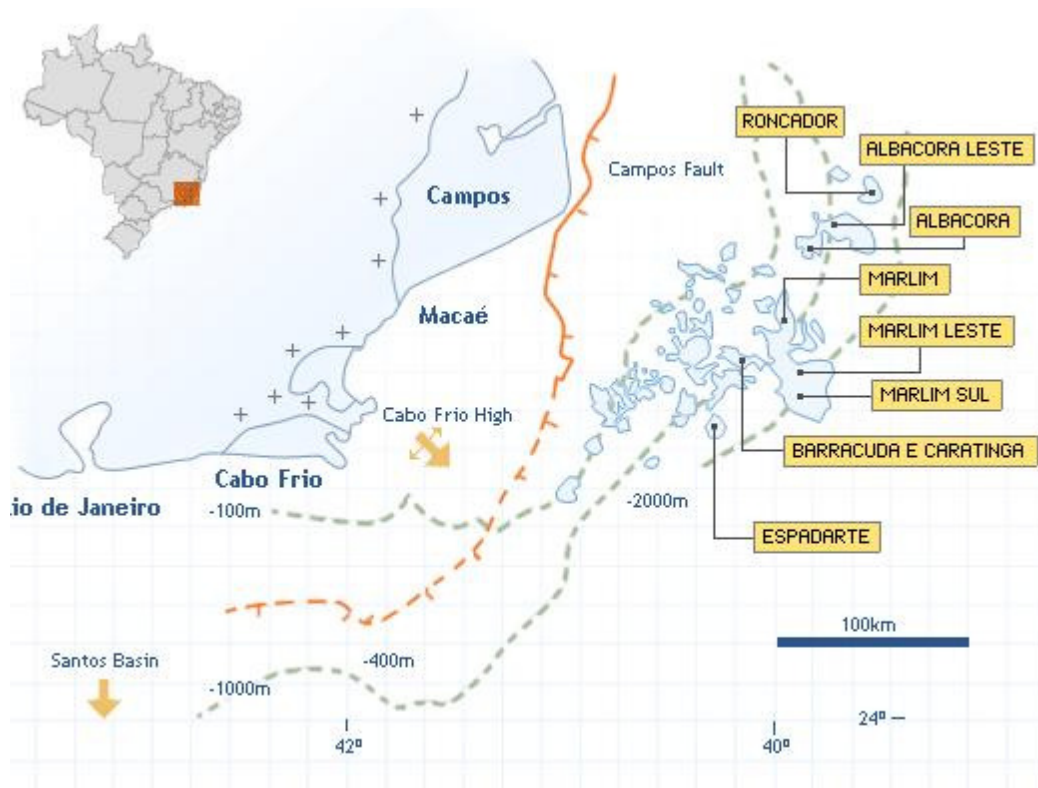 RONCADOR
ALBACORA LESTE
Campos Fault
Campos
ALBACORA
MARLIM
Macaé
MARLIM LESTE
MARLIM SUL
Cabo Frio High
BARRACUDA E CARATINGA
Cabo Frio
io de Janeiro
-100m
-2000m
ESPADARTE
100km
Santos Basin
-400m
-1000m
24º
42º
40º